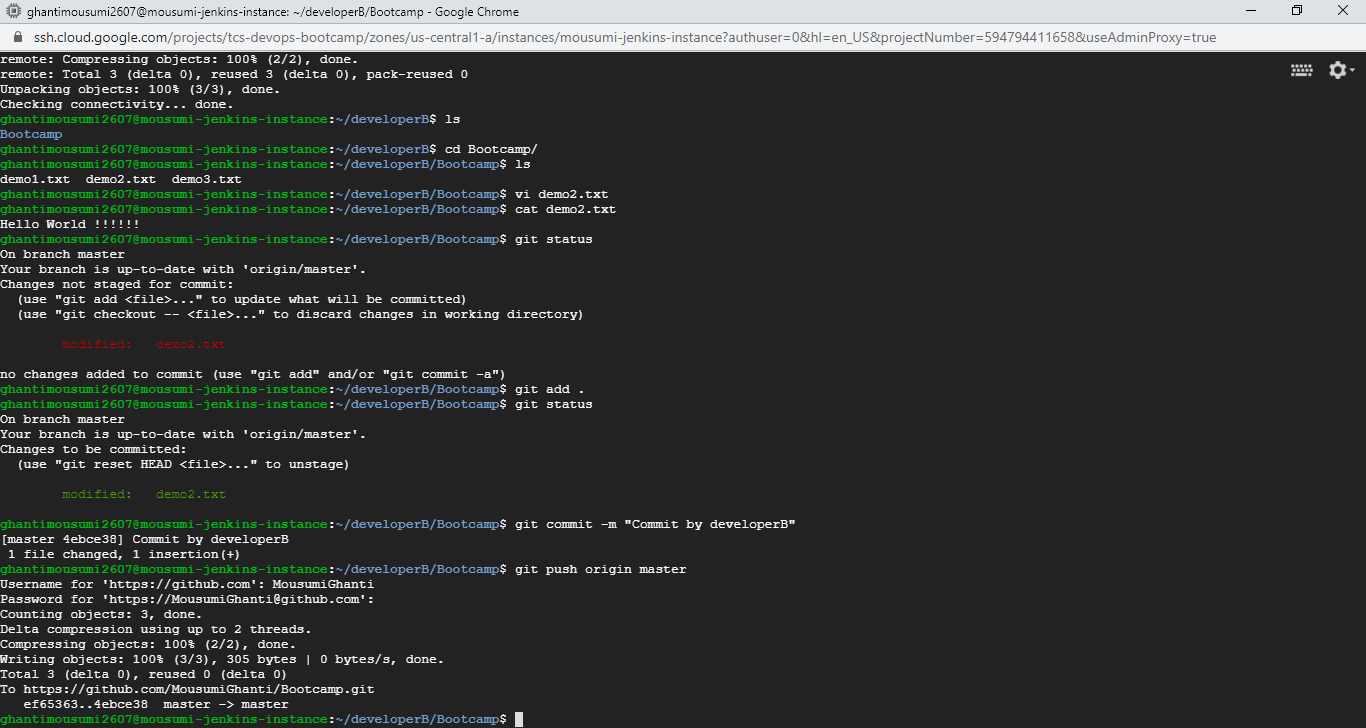 ghantimousumi2607@mousumi-jenkins-instance: ~/developerB/Bootcamp - Google Chrome
ssh.cloud.google.com/projects/tcs-devops-bootcamp/zones/us-central1-a/instances/mousumi-jenkins-instance?authuser=0&hl=en_US&projectNumber=594794411658&useAdminProxy=true
remote: Compressing objects: 100% (2/2), done.
remote: Total 3 (delta 0), reused 3 (delta 0), pack-reused 0
Unpacking objects: 100% (3/3), done.
Checking connectivity... done.
ghantimousumi2607@mousumi-jenkins-instance:~/developerB$ ls
Bootcamp
ghantimousumi2607@mousumi-jenkins-instance:~/developerB$ cd Bootcamp/
ghantimousumi2607@mousumi-jenkins-instance:~/developerB/Bootcamp$ ls
demo1.txt  demo2.txt  demo3.txt
ghantimousumi2607@mousumi-jenkins-instance:~/developerB/Bootcamp$ vi demo2.txt
ghantimousumi2607@mousumi-jenkins-instance:~/developerB/Bootcamp$ cat demo2.txt
Hello World !!!!!!
ghantimousumi2607@mousumi-jenkins-instance:~/developerB/Bootcamp$ git status
On branch master
Your branch is up-to-date with 'origin/master'.
Changes not staged for commit:
  (use "git add <file>..." to update what will be committed)
  (use "git checkout -- <file>..." to discard changes in working directory)
        modified:   demo2.txt
no changes added to commit (use "git add" and/or "git commit -a")
ghantimousumi2607@mousumi-jenkins-instance:~/developerB/Bootcamp$ git add .
ghantimousumi2607@mousumi-jenkins-instance:~/developerB/Bootcamp$ git status
On branch master
Your branch is up-to-date with 'origin/master'.
Changes to be committed:
  (use "git reset HEAD <file>..." to unstage)
        modified:   demo2.txt
ghantimousumi2607@mousumi-jenkins-instance:~/developerB/Bootcamp$ git commit -m "Commit by developerB"
[master 4ebce38] Commit by developerB
 1 file changed, 1 insertion(+)
ghantimousumi2607@mousumi-jenkins-instance:~/developerB/Bootcamp$ git push origin master
Username for 'https://github.com': MousumiGhanti
Password for 'https://MousumiGhanti@github.com':
Counting objects: 3, done.
Delta compression using up to 2 threads.
Compressing objects: 100% (2/2), done.
Writing objects: 100% (3/3), 305 bytes | 0 bytes/s, done.
Total 3 (delta 0), reused 0 (delta 0)
To https://github.com/MousumiGhanti/Bootcamp.git
   ef65363..4ebce38  master -> master
ghantimousumi2607@mousumi-jenkins-instance:~/developerB/Bootcamp$